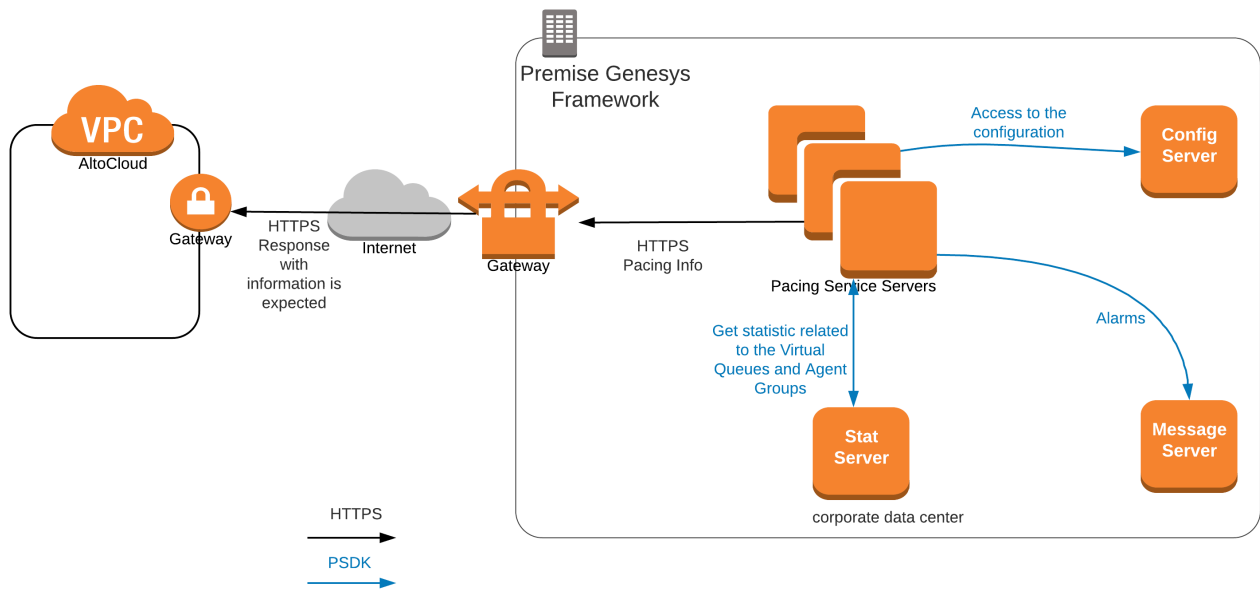 Premise Genesys
Framework
VPC
AltoCloud
Gateway
HTTPS
Response
with
information is
expected
Internet
Gateway
HTTPS
Pacing Info
Pacing Service Servers
Access to the
configuration
Config
Server
Alarms
Get statistic related
to the Virtual
Queues and Agent
Groups
Stat
Server
Message
Server
corporate data center
HTTPS
PSDK